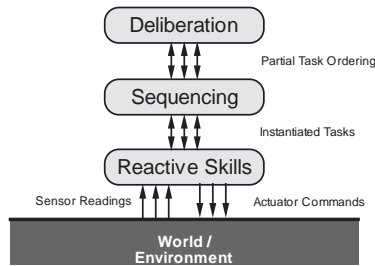 Deliberation
Partial Task Ordering
Sequencing
Instantiated Tasks
Reactive Skills
Sensor Readings
Actuator Commands
World /
Environment